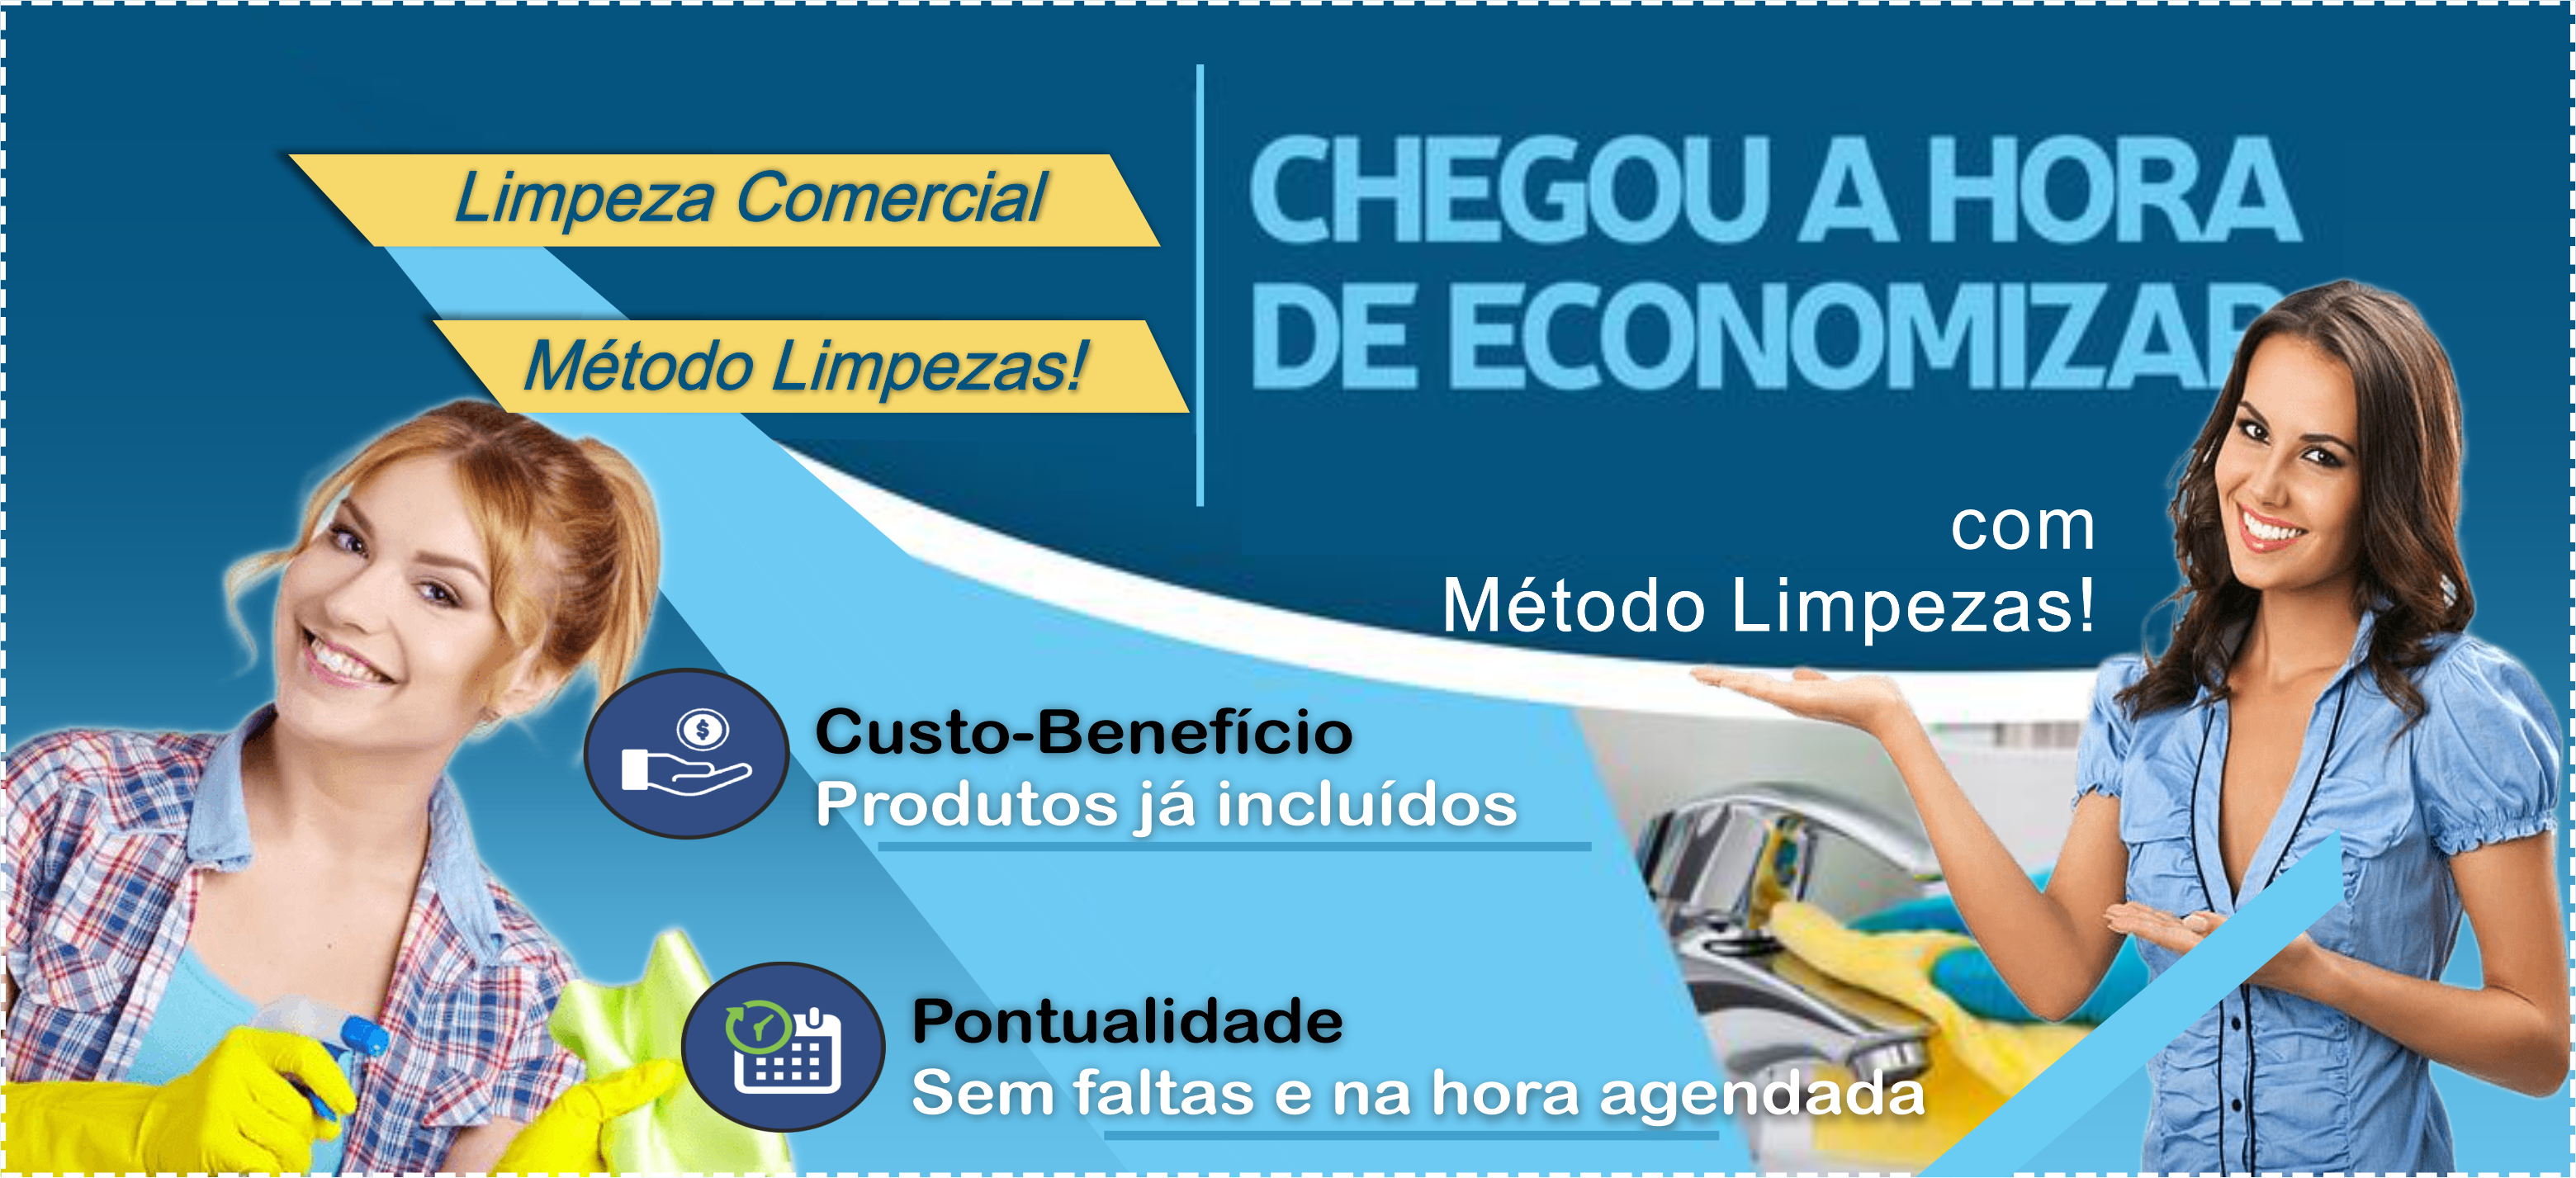 Limpeza Comercial
Método Limpezas!
CHEGOU A HORA
DE ECONOMIZAR
com
Método Limpezas!
Custo-Benefício
Produtos já incluídos
Pontualidade
Sem faltas e na hora agendada